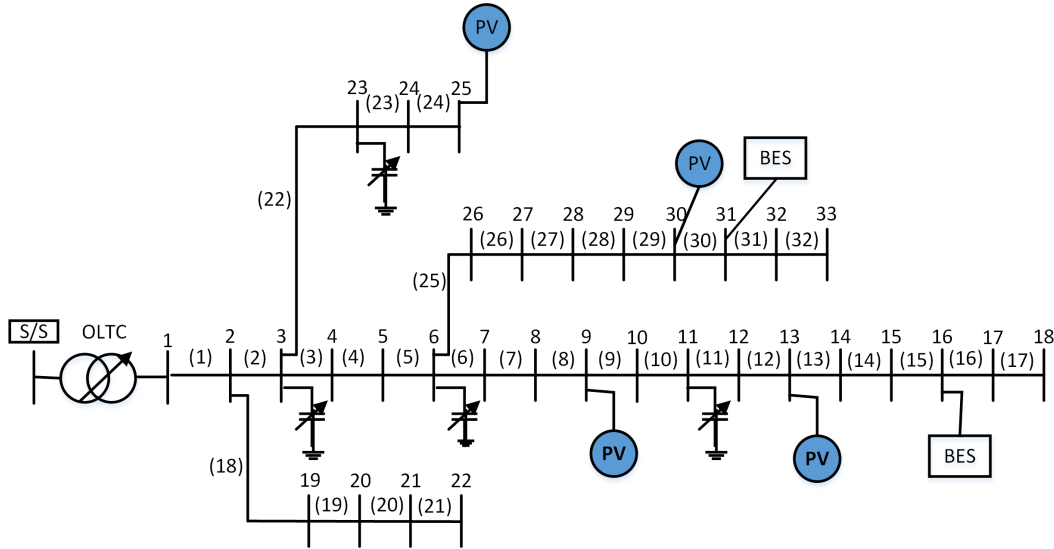 PV
23 24 25
(23) (24)
(22)
PV
BES
26 27 28 29 30 31 32 33
(26) (27) (28) (29) (30) (31) (32)
(25)
S/S OLTC
1 2 3 4 5 6 7 8 9 10 11 12 13 14 15 16 17 18
(1) (2) (3) (4) (5) (6) (7) (8) (9) (10) (11) (12) (13) (14) (15) (16) (17)
PV
PV
BES
(18)
19 20 21 22
(19) (20) (21)